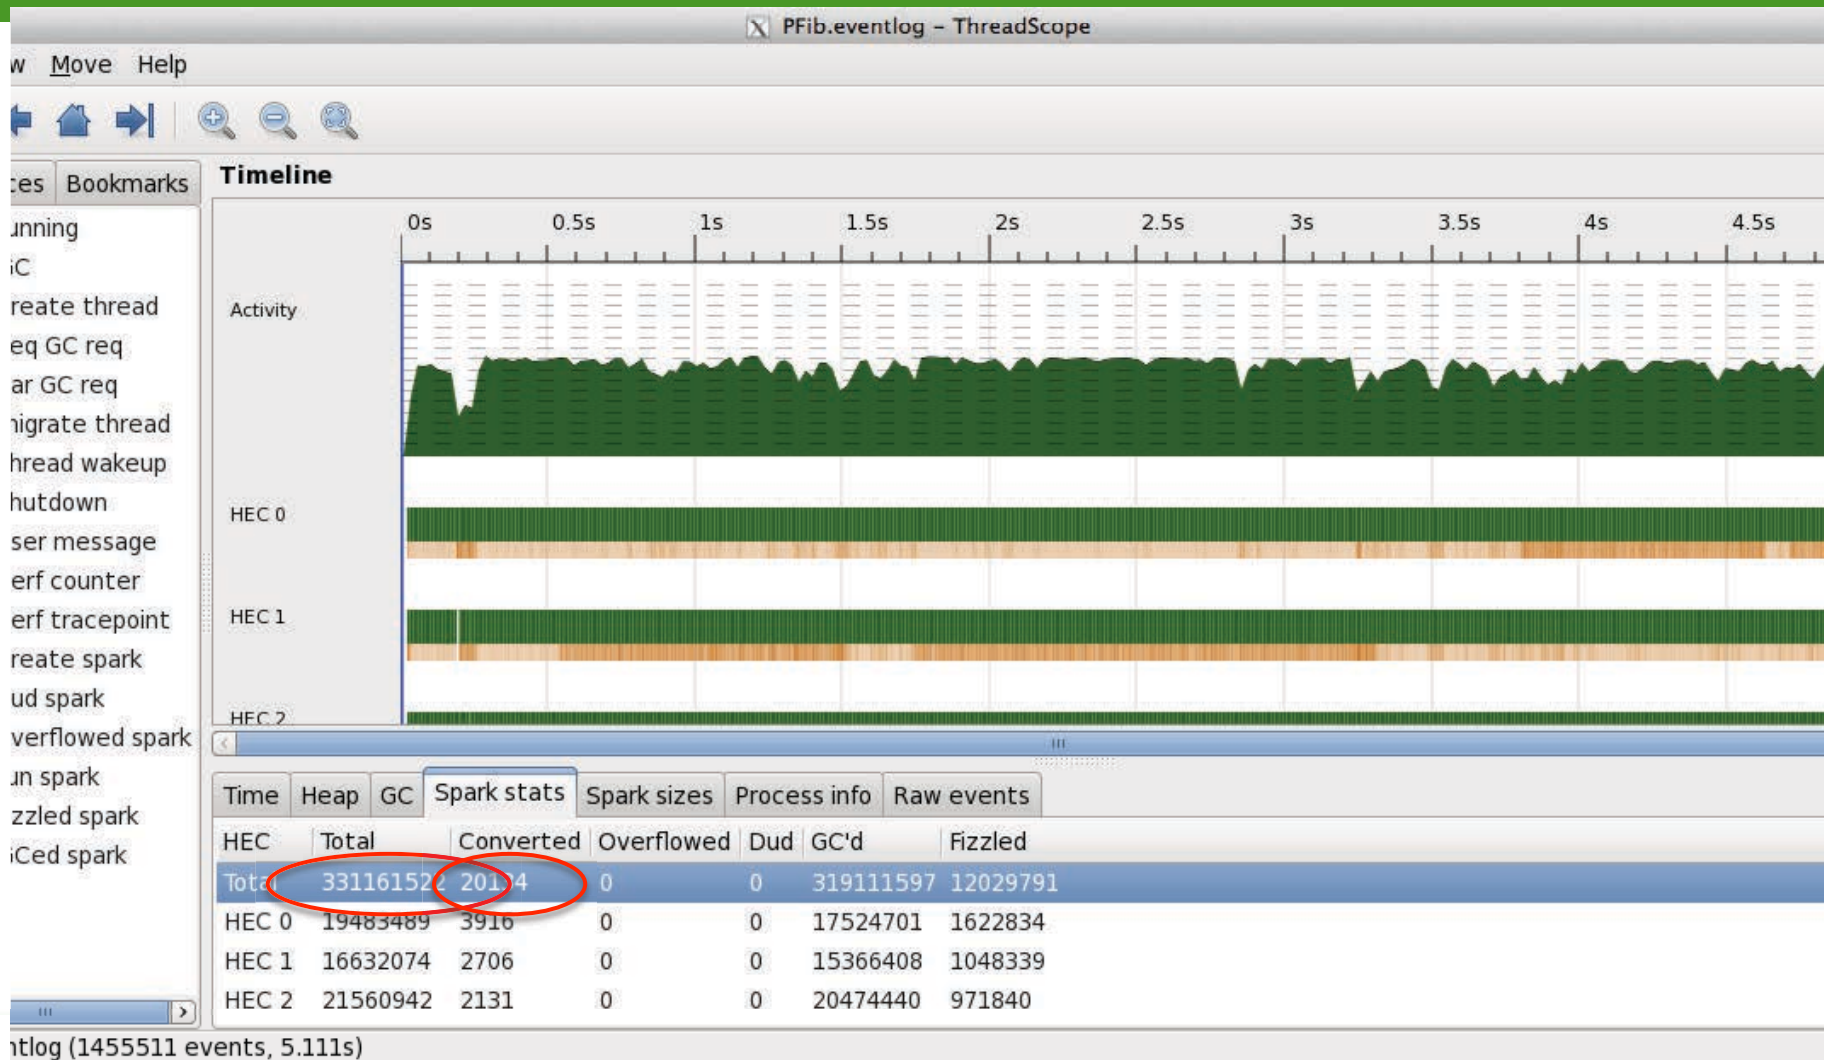 PFib.eventlog – ThreadScope
w Move Help
ces Bookmarks
unning
GC
reate thread
eq GC req
ar GC req
nigrate thread
hread wakeup
hutdown
ser message
erf counter
erf tracepoint
reate spark
ud spark
verflowed spark
un spark
zzled spark
GCed spark
Timeline
0s 0.5s 1s 1.5s 2s 2.5s 3s 3.5s 4s 4.5s
Activity
HEC 0
HEC 1
HEC 2
Time Heap GC Spark stats Spark sizes Process info Raw events
HEC Total Converted Overflowed Dud GC'd Fizzled
Total 331161522 20134 0 0 319111597 12029791
HEC 0 19483489 3916 0 0 17524701 1622834
HEC 1 16632074 2706 0 0 15366408 1048339
HEC 2 21560942 2131 0 0 20474440 971840
ntlog (1455511 events, 5.111s)